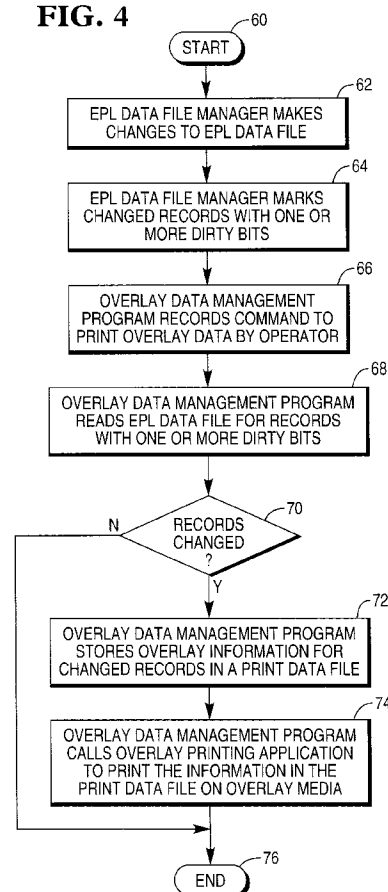 FIG. 4
START
60
62
EPL DATA FILE MANAGER MAKES
CHANGES TO EPL DATA FILE
64
EPL DATA FILE MANAGER MARKS
CHANGED RECORDS WITH ONE OR
MORE DIRTY BITS
66
OVERLAY DATA MANAGEMENT
PROGRAM RECORDS COMMAND TO
PRINT OVERLAY DATA BY OPERATOR
68
OVERLAY DATA MANAGEMENT PROGRAM
READS EPL DATA FILE FOR RECORDS
WITH ONE OR MORE DIRTY BITS
70
N
RECORDS
CHANGED
?
Y
72
OVERLAY DATA MANAGEMENT PROGRAM
STORES OVERLAY INFORMATION FOR
CHANGED RECORDS IN A PRINT DATA FILE
74
OVERLAY DATA MANAGEMENT PROGRAM
CALLS OVERLAY PRINTING APPLICATION
TO PRINT THE INFORMATION IN THE
PRINT DATA FILE ON OVERLAY MEDIA
END
76